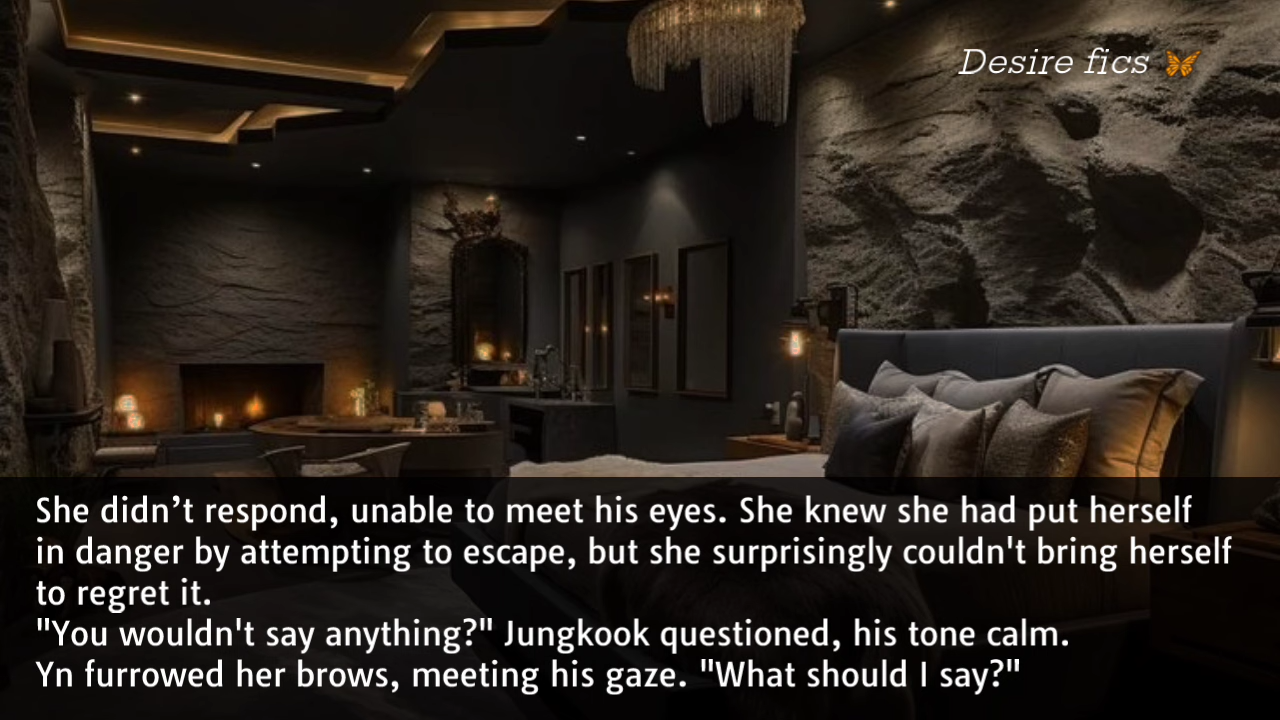 Desire fics 🦋
She didn’t respond, unable to meet his eyes. She knew she had put herself
in danger by attempting to escape, but she surprisingly couldn't bring herself
to regret it.
"You wouldn't say anything?" Jungkook questioned, his tone calm.
Yn furrowed her brows, meeting his gaze. "What should I say?"